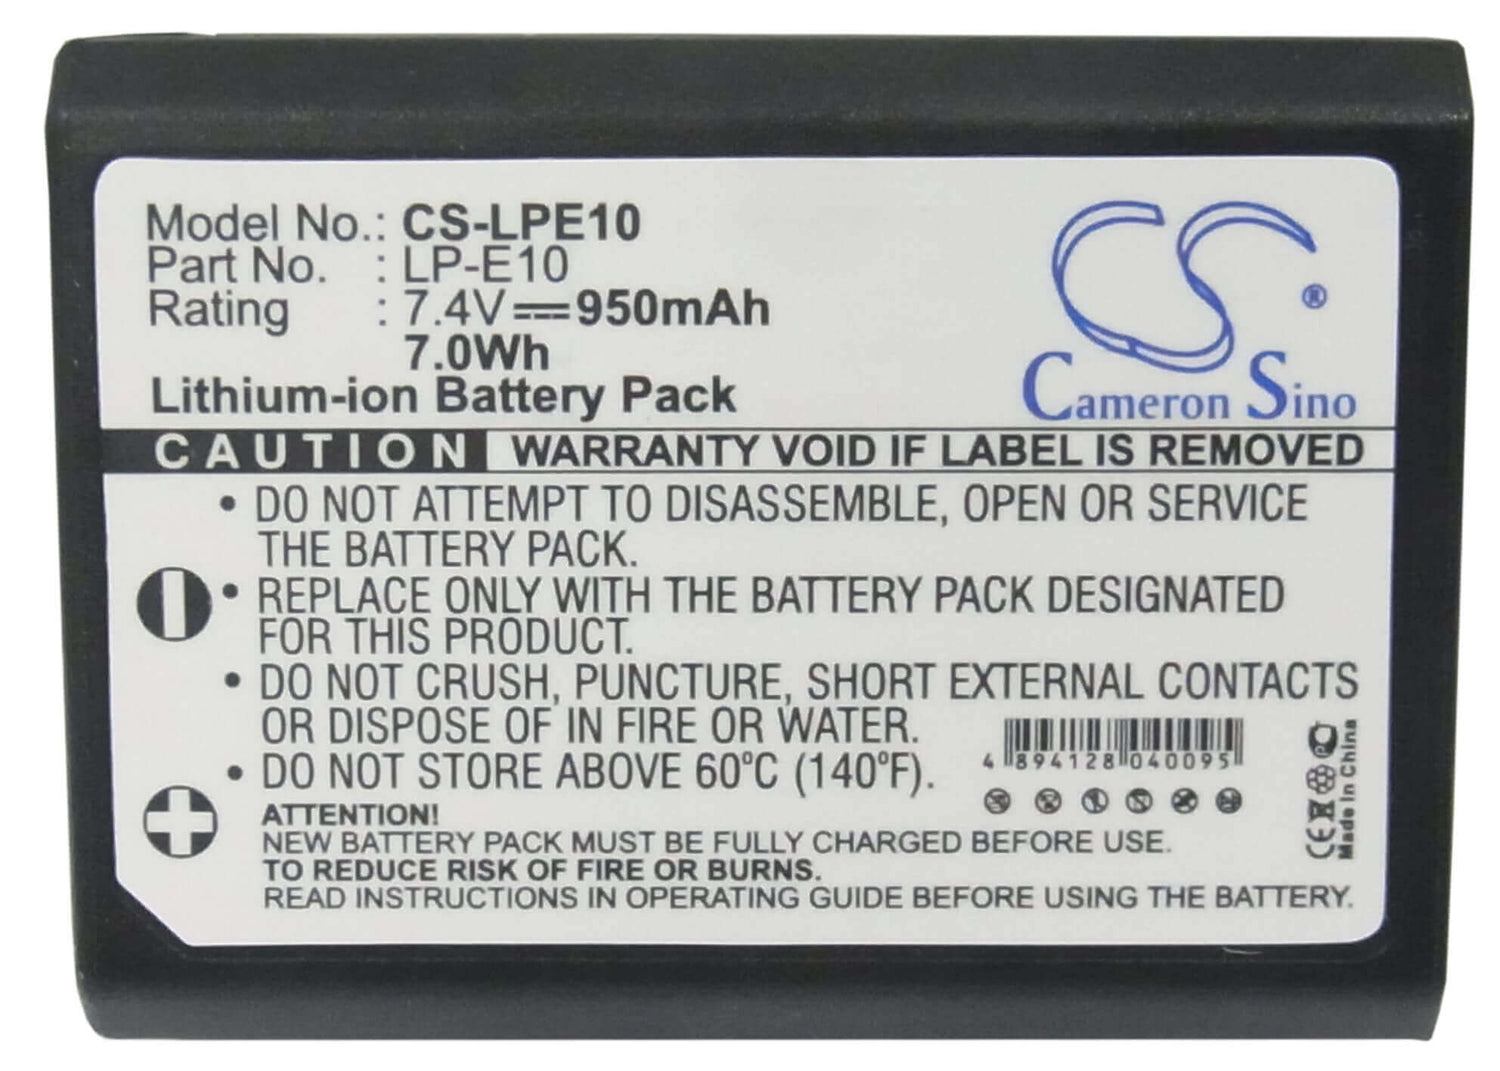 Model No.: CS-LPE10
Part No. : LP-E10
Rating : 7.4V 950mAh
7.0Wh
Lithium-ion Battery Pack
CS ®
Cameron Sino
CAUTION WARRANTY VOID IF LABEL IS REMOVED
• DO NOT ATTEMPT TO DISASSEMBLE, OPEN OR SERVICE
THE BATTERY PACK.
• REPLACE ONLY WITH THE BATTERY PACK DESIGNATED
FOR THIS PRODUCT.
• DO NOT CRUSH, PUNCTURE, SHORT EXTERNAL CONTACTS
OR DISPOSE OF IN FIRE OR WATER.
• DO NOT STORE ABOVE 60°C (140°F).
4 894128 040095
ATTENTION!
NEW BATTERY PACK MUST BE FULLY CHARGED BEFORE USE.
TO REDUCE RISK OF FIRE OR BURNS.
READ INSTRUCTIONS IN OPERATING GUIDE BEFORE USING THE BATTERY.
CE
Made in China